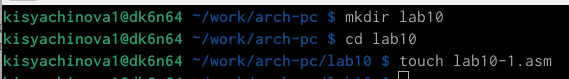 kisyachinova1@dk6n64 ~/work/arch-pc $ mkdir lab10
kisyachinova1@dk6n64 ~/work/arch-pc $ cd lab10
kisyachinova1@dk6n64 ~/work/arch-pc/lab10 $ touch lab10-1.asm